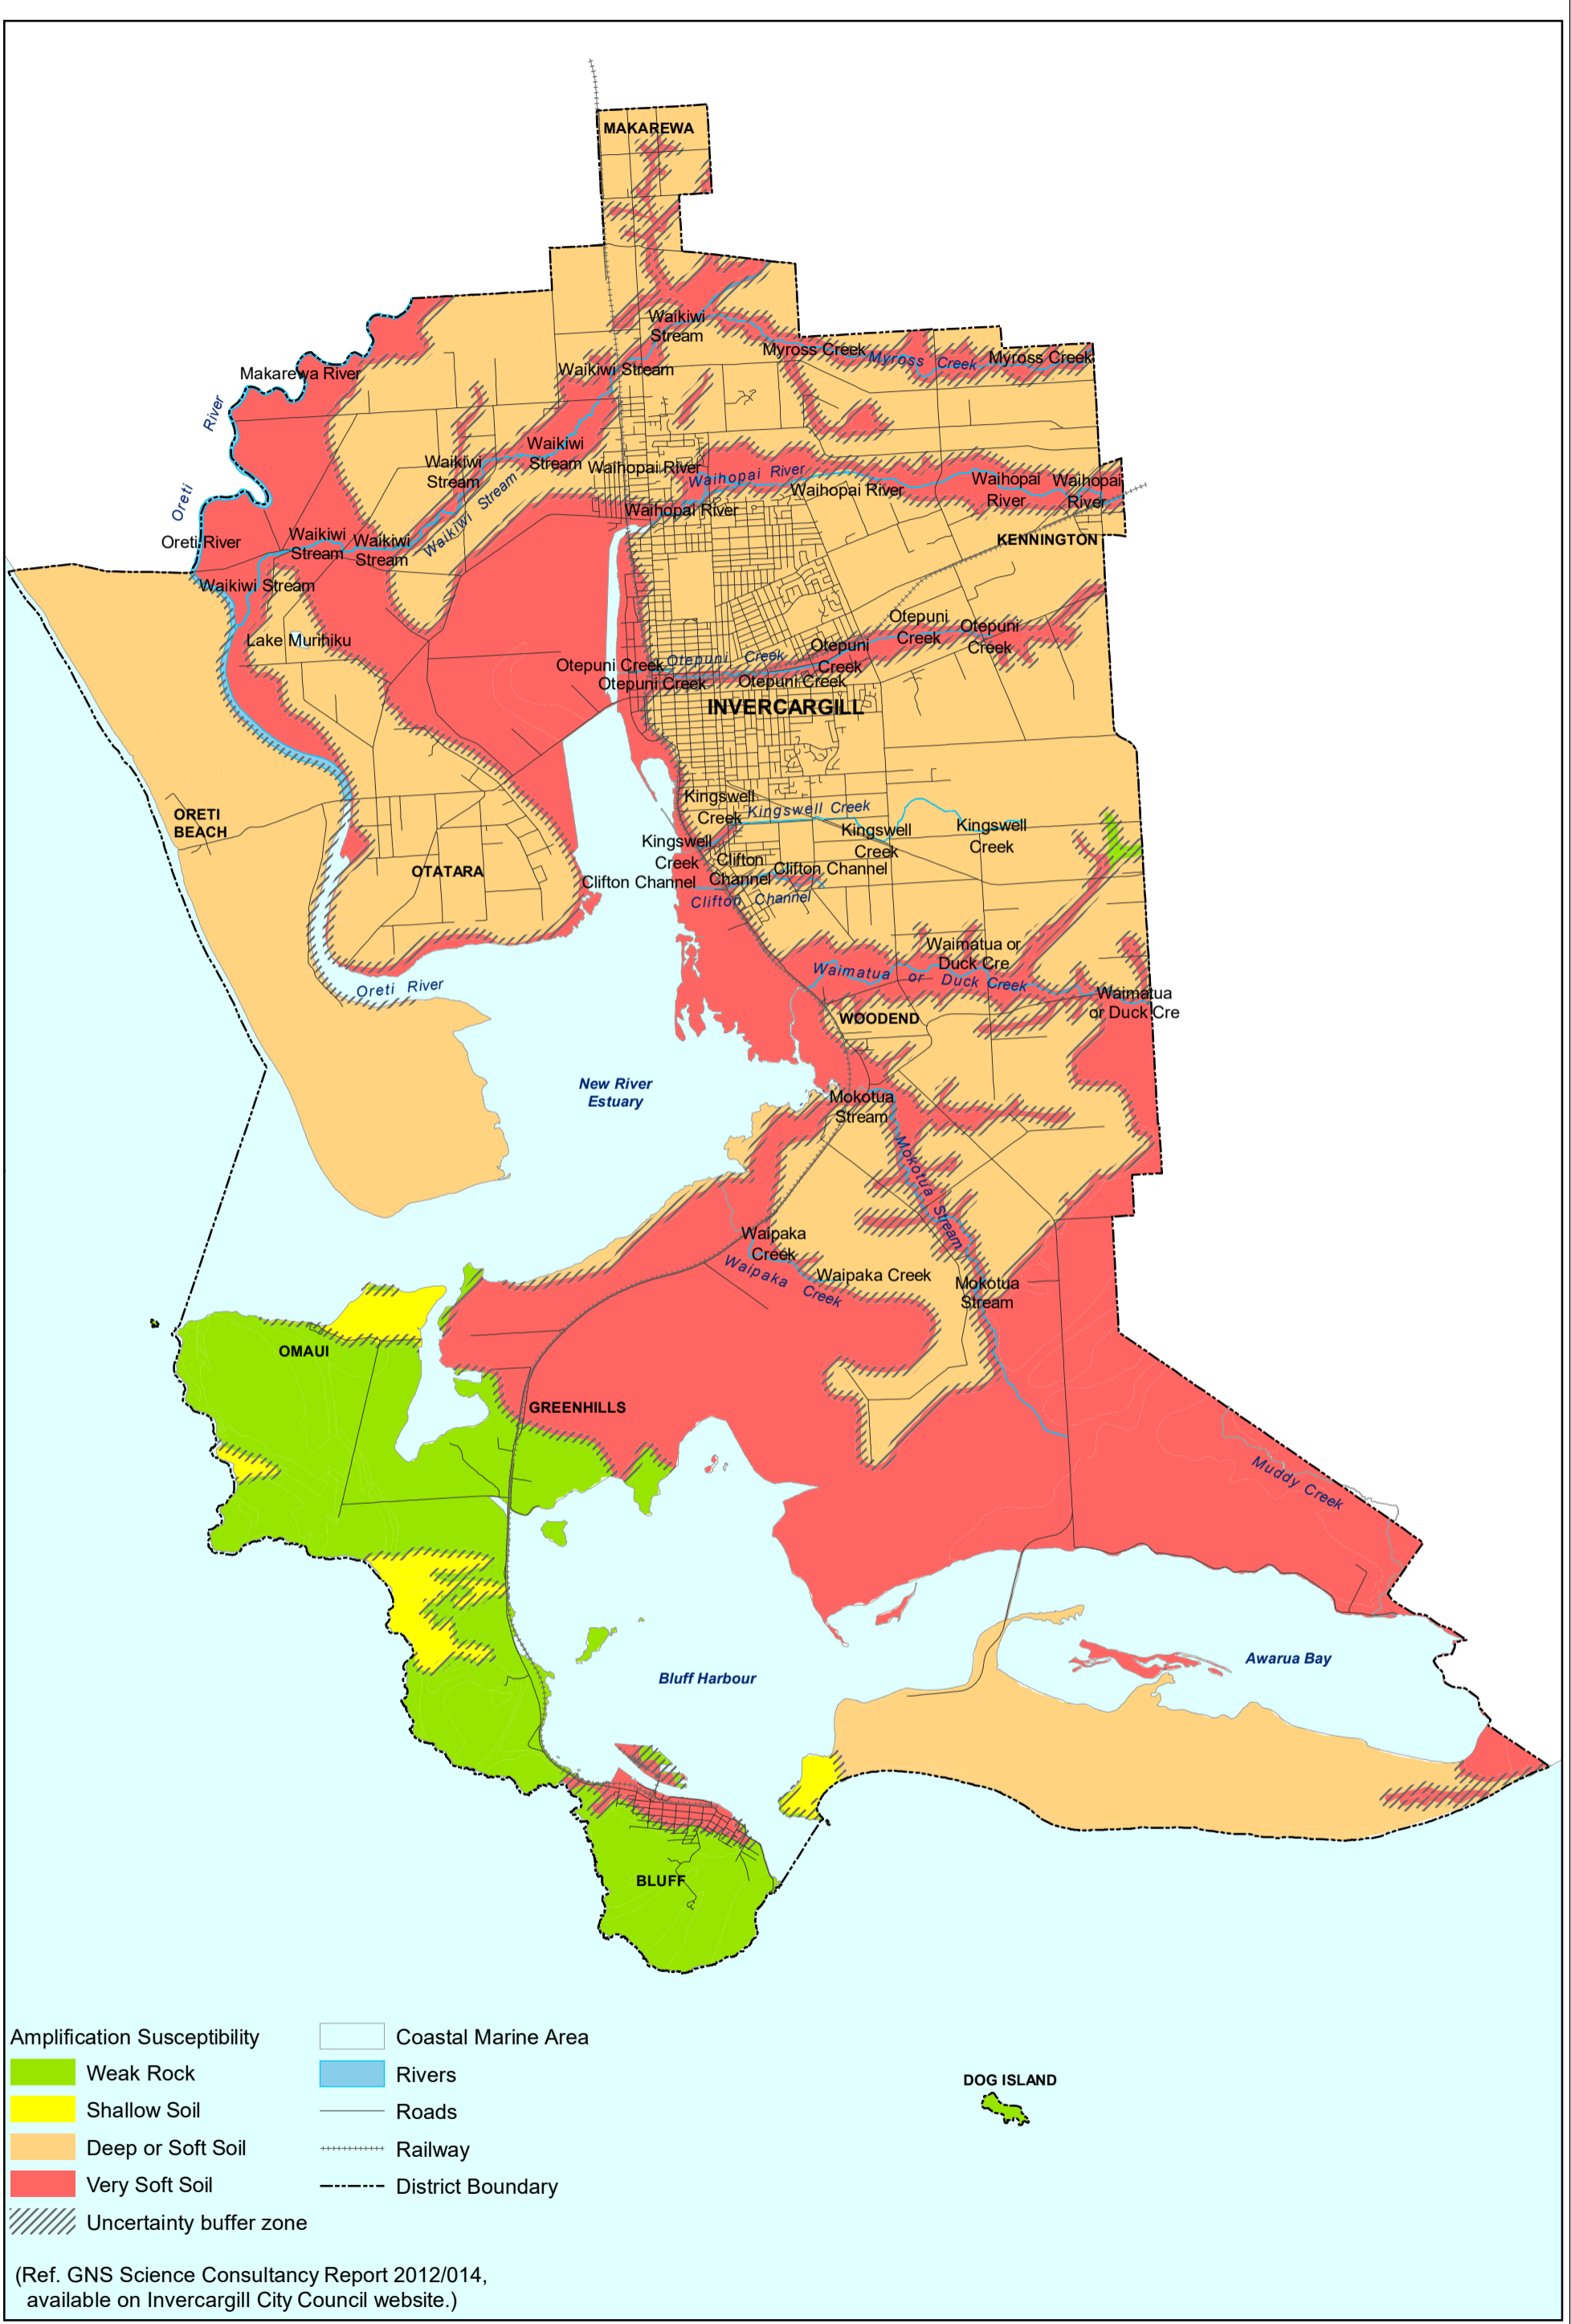 MAKAREWA
Waikiwi
Stream
Myross Creek
Myross Creek
Myross Creek
Waikiwi Stream
Makarewa River
Oreti River
Waikiwi
Stream
Waikiwi
Stream
Waihopai River
Waihopai River
Waihopai River
Waihopai
River
Waihopai
River
Waikiwi Stream
Waihopai River
Oreti River
Waikiwi
Stream
Waikiwi
Stream
KENNINGTON
Waikiwi Stream
Lake Murihiku
Otepuni
Creek
Otepuni
Creek
Otepuni
Creek
Otepuni Creek
Otepuni Creek
Otepuni Creek
Otepuni Creek
INVERCARGILL
Kingswell
Creek
Kingswell Creek
Kingswell
Creek
Kingswell
Creek
Kingswell
Creek
ORETI
BEACH
OTATARA
Clifton
Channel
Clifton Channel
Clifton Channel
Clifton Channel
Waimatua or
Duck Cre
Waimatua or Duck Creek
Waimatua
or Duck Cre
Oreti River
WOODEND
New River
Estuary
Mokotua
Stream
Mokotua Stream
Waipaka
Creek
Waipaka Creek
Waipaka Creek
Mokotua
Stream
OMAUI
GREENHILLS
Muddy Creek
Bluff Harbour
Awarua Bay
BLUFF
DOG ISLAND
Amplification Susceptibility
Weak Rock
Shallow Soil
Deep or Soft Soil
Very Soft Soil
Uncertainty buffer zone
Coastal Marine Area
Rivers
Roads
Railway
District Boundary
(Ref. GNS Science Consultancy Report 2012/014,
available on Invercargill City Council website.)